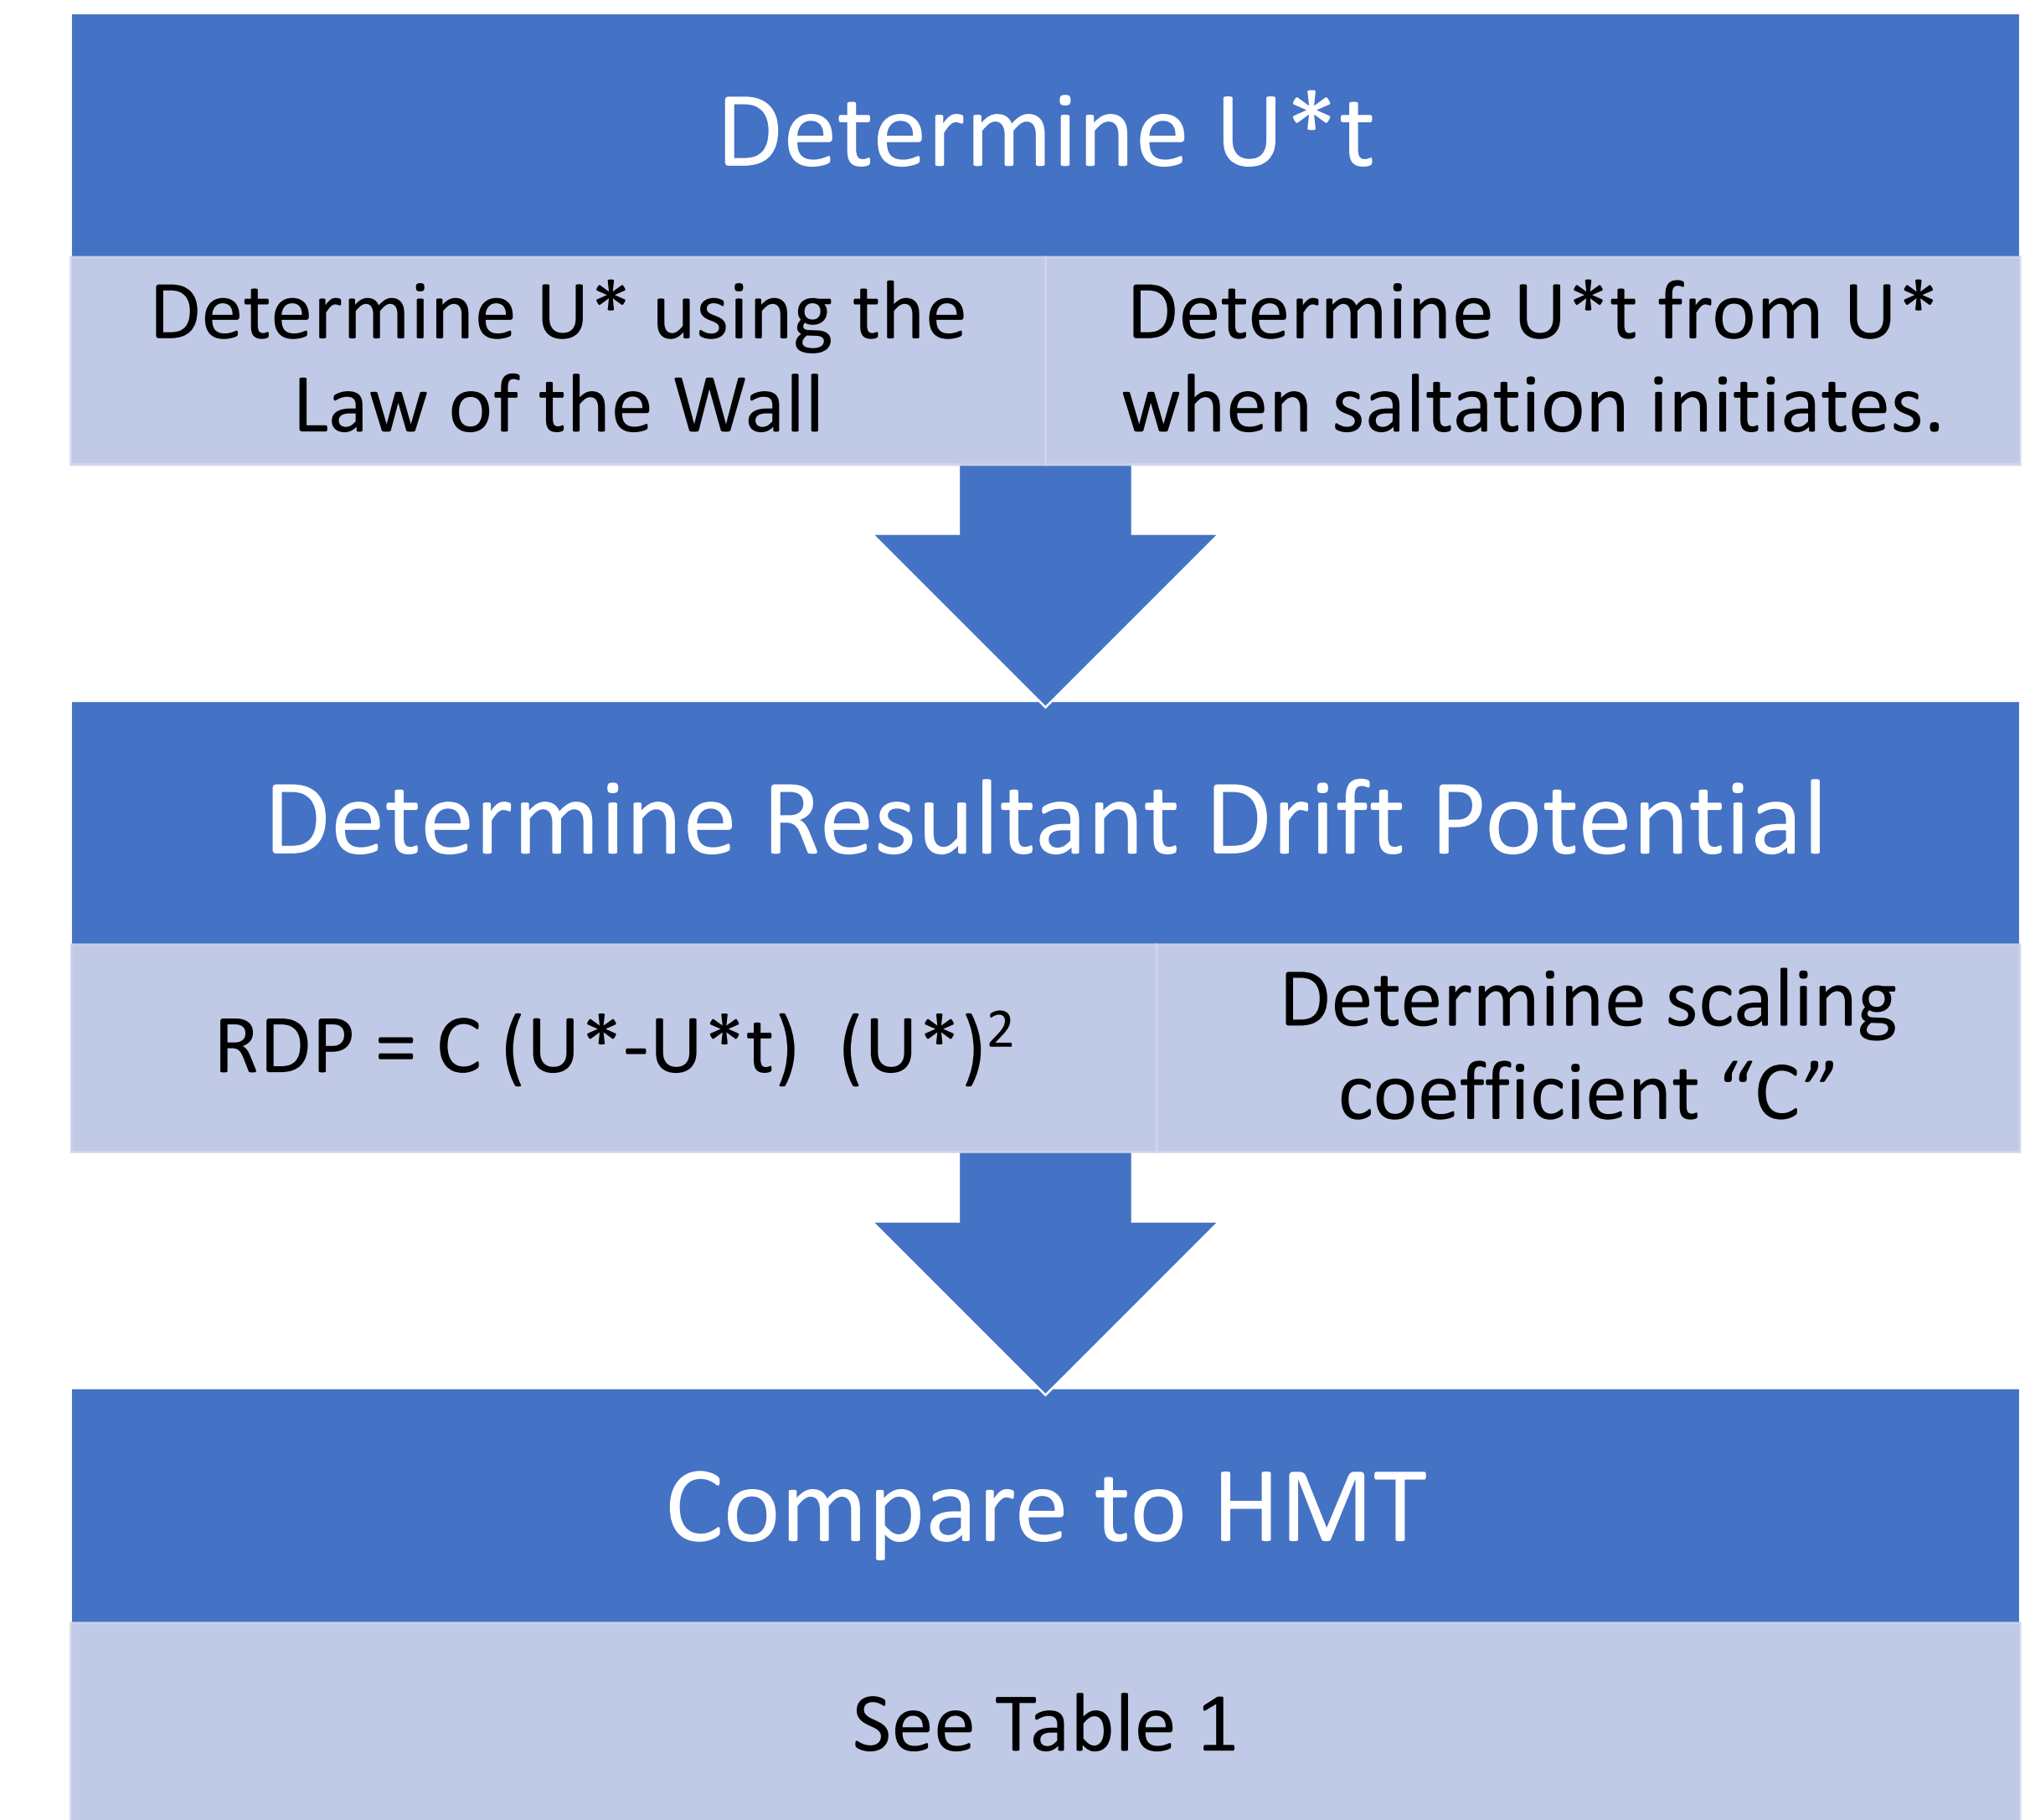 Determine U*t
Determine U* using the
Law of the Wall
Determine U*t from U*
when saltation initiates.
Determine Resultant Drift Potential
RDP = C (U*-U*t) (U*)²
Determine scaling
coefficient “C”
Compare to HMT
See Table 1